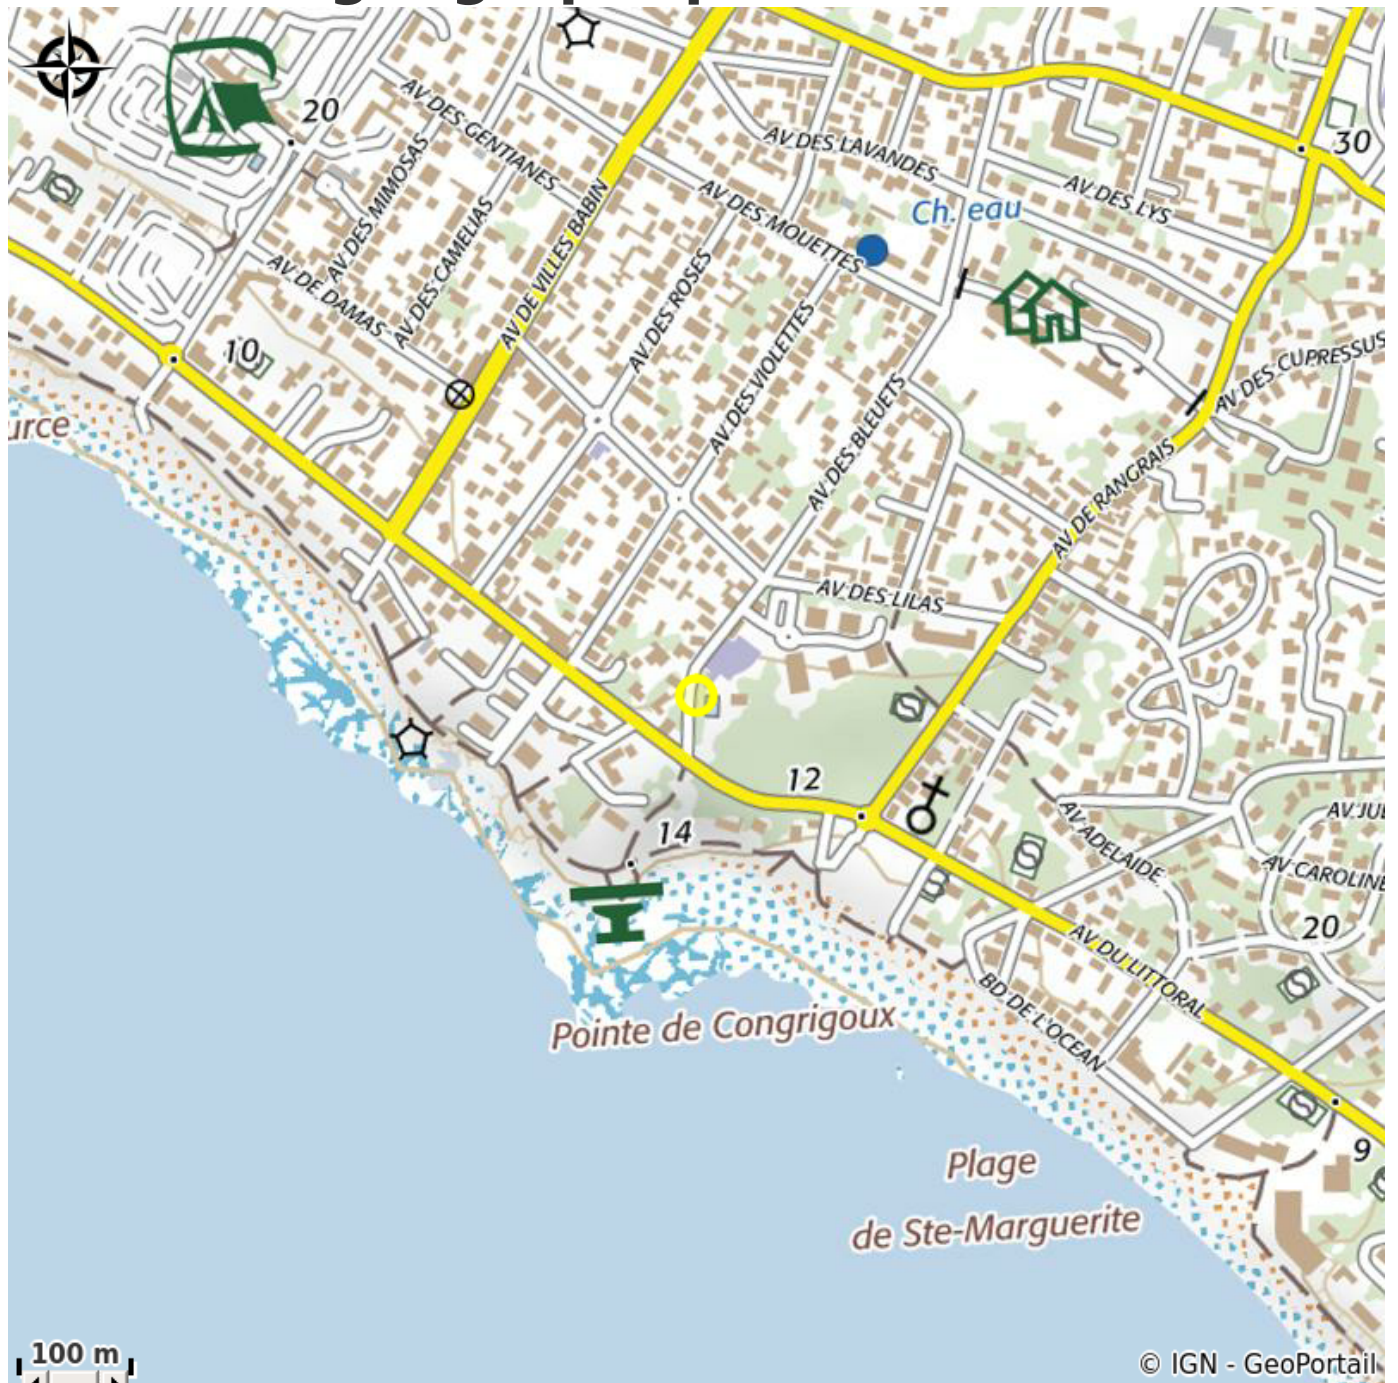 20
AV DES GENTIANES
AV DES LAVANDES
30
AV DES MIMOSAS
AV DES MOUETTES
AV DES LYS
Ch. eau
AV DES CAMELIAS
AV DE VILLES BABIN
AV DES ROSES
AV DE DAMAS
AV DES VIOLETTES
10
AV DES CUPRESSUS
AV DES BLEUETS
urce
AV DE RANGRAIS
AV DES LILAS
12
14
AV ADELAIDE
AV JUL
AV CAROLINE
20
AV DU LITTORAL
BD DE L'OCEAN
Pointe de Congrigoux
9
Plage
de Ste-Marguerite
100 m
© IGN - GeoPortail